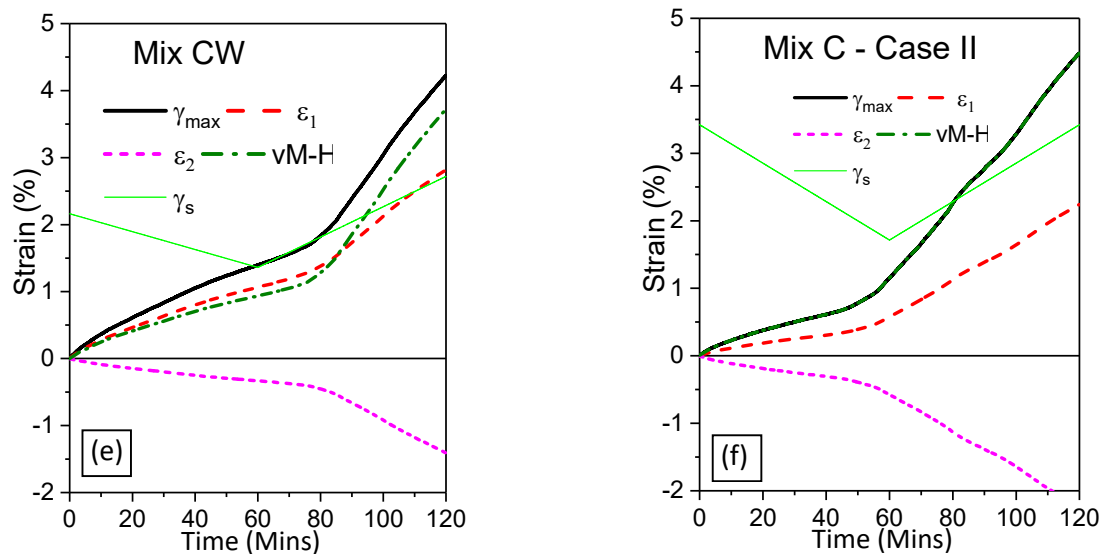 Mix CW
γmax ε1
ε2 vM-H
γs
Strain (%)
5
4
3
2
1
0
-1
-2
(e)
0 20 40 60 80 100 120
Time (Mins)
Mix C - Case II
γmax ε1
ε2 vM-H
γs
Strain (%)
5
4
3
2
1
0
-1
-2
(f)
0 20 40 60 80 100 120
Time (Mins)